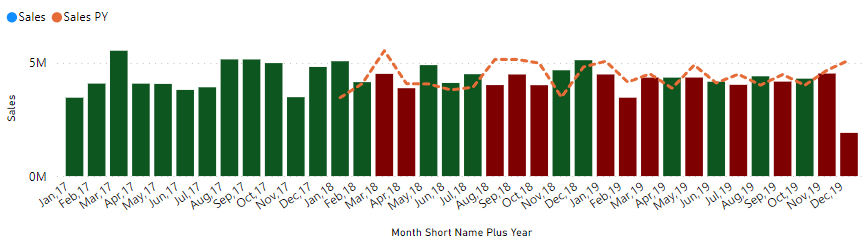 Sales Sales PY
5M
0M
Sales
Jan,17 Feb,17 Mar,17 Apr,17 May,17 Jun,17 Jul,17 Aug,17 Sep,17 Oct,17 Nov,17 Dec,17 Jan,18 Feb,18 Mar,18 Apr,18 May,18 Jun,18 Jul,18 Aug,18 Sep,18 Oct,18 Nov,18 Dec,18 Jan,19 Feb,19 Mar,19 Apr,19 May,19 Jun,19 Jul,19 Aug,19 Sep,19 Oct,19 Nov,19 Dec,19
Month Short Name Plus Year